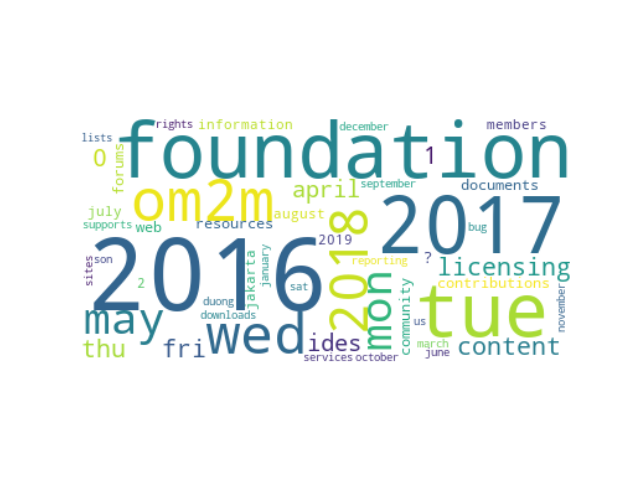 rights information december members
lists
foundation
0 forums 1
om2m april september documents
july august 2017
supports web resources bug
2016 2018 2019
sites son 2 jakarta january sat ? licensing
reporting contributions
duong downloads mon community tue november
may wed us
thu fri ides march content
services october june